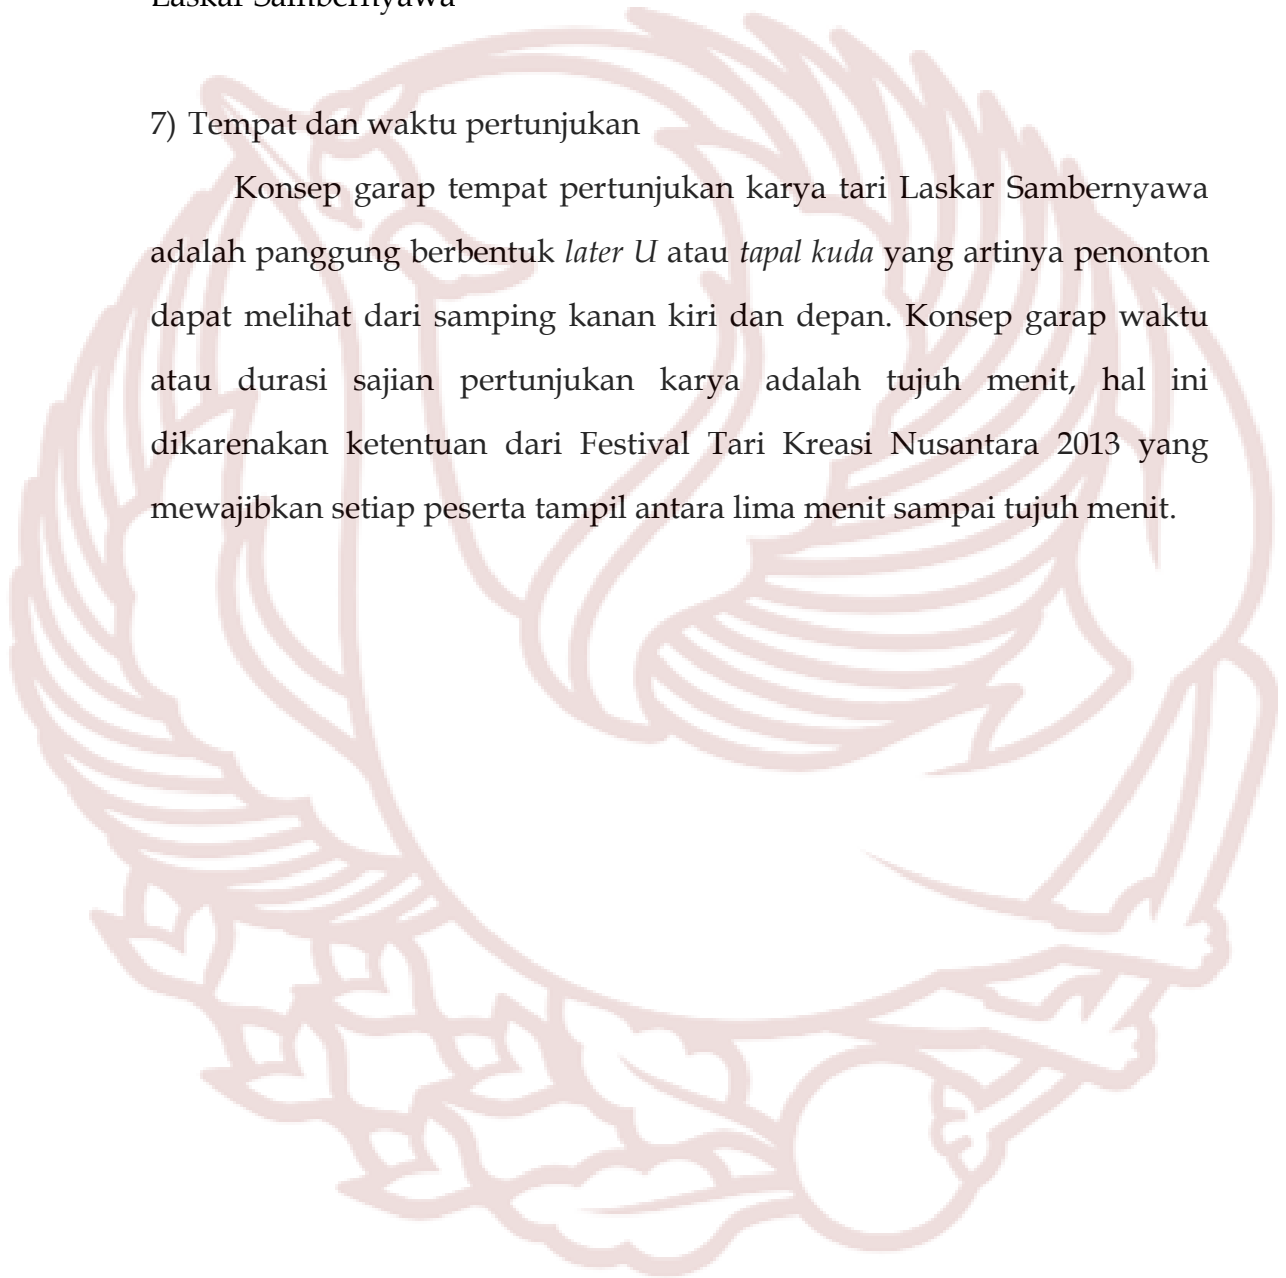 Laskar Sambernyawa
7) Tempat dan waktu pertunjukan
Konsep garap tempat pertunjukan karya tari Laskar Sambernyawa
adalah panggung berbentuk later U atau tapal kuda yang artinya penonton
dapat melihat dari samping kanan kiri dan depan. Konsep garap waktu
atau durasi sajian pertunjukan karya adalah tujuh menit, hal ini
dikarenakan ketentuan dari Festival Tari Kreasi Nusantara 2013 yang
mewajibkan setiap peserta tampil antara lima menit sampai tujuh menit.